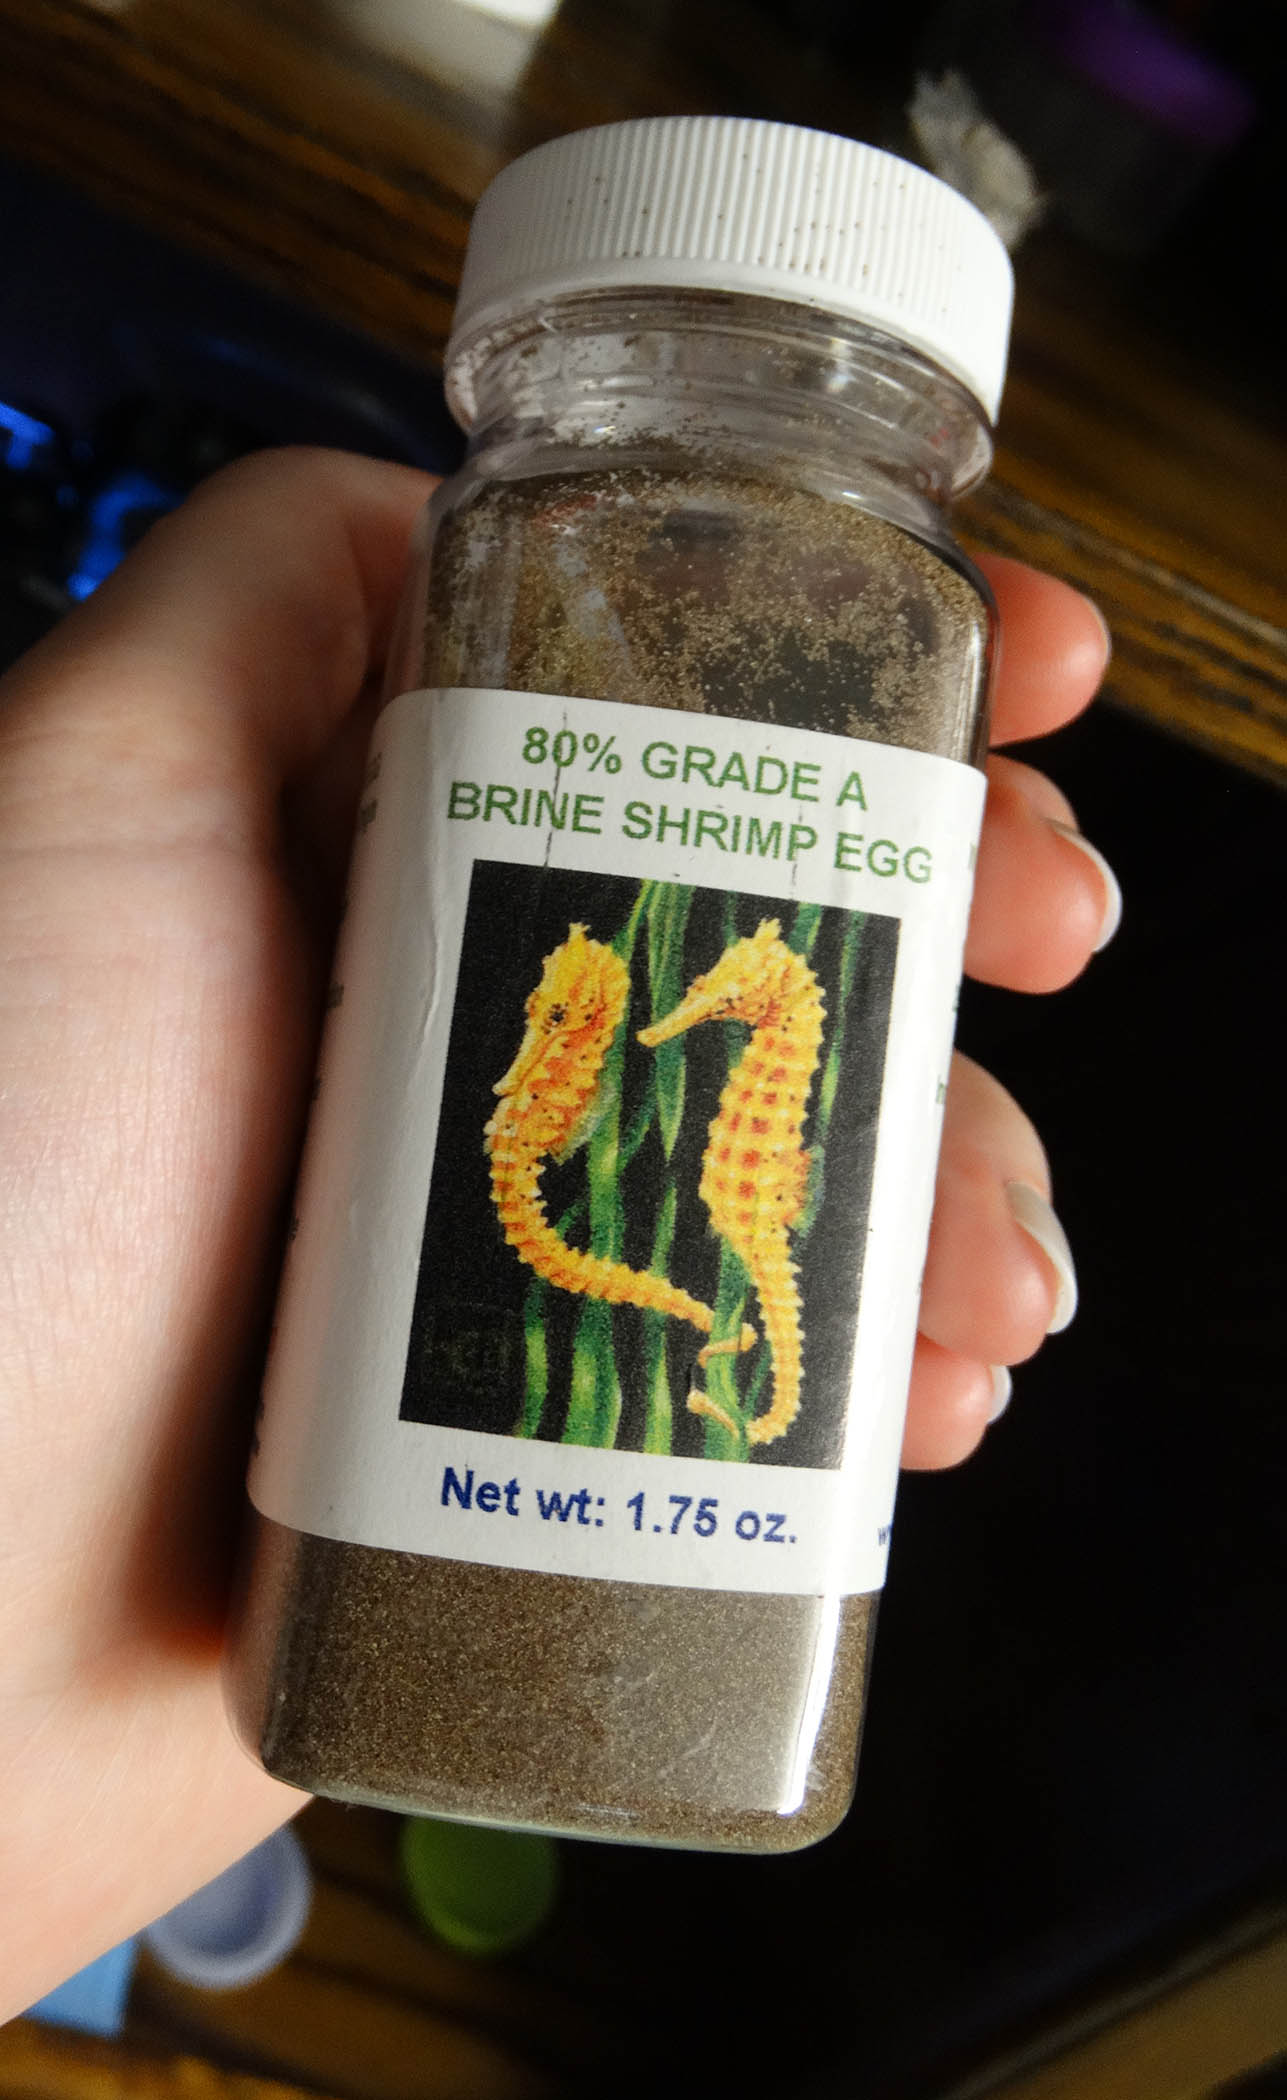 80% GRADE A
BRINE SHRIMP EGG
Net wt: 1.75 oz.